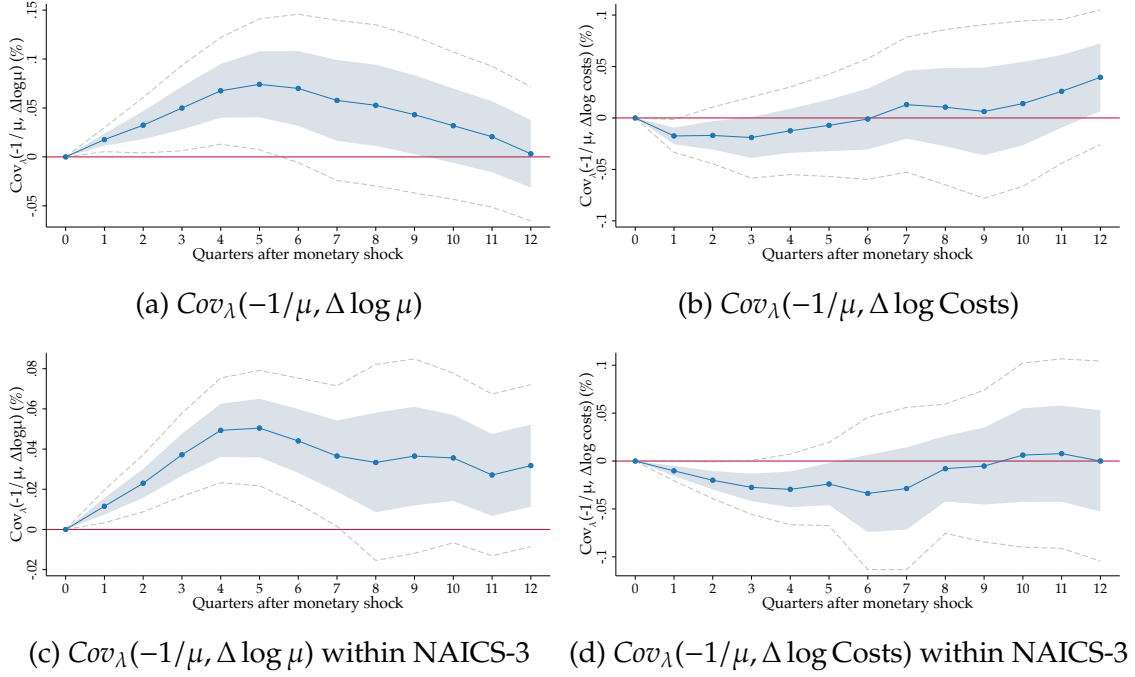 Cov_λ(-1/μ, Δlogμ) (%)
.15
.1
.05
0
-.05
0 1 2 3 4 5 6 7 8 9 10 11 12
Quarters after monetary shock
(a) Cov_λ(−1/μ, Δ log μ)
Cov_λ(-1/μ, Δlog costs) (%)
.1
.05
0
-.05
-.1
0 1 2 3 4 5 6 7 8 9 10 11 12
Quarters after monetary shock
(b) Cov_λ(−1/μ, Δ log Costs)
Cov_λ(-1/μ, Δlogμ) (%)
.08
.06
.04
.02
0
-.02
0 1 2 3 4 5 6 7 8 9 10 11 12
Quarters after monetary shock
(c) Cov_λ(−1/μ, Δ log μ) within NAICS-3
Cov_λ(-1/μ, Δlog costs) (%)
.1
.05
0
-.05
-.1
0 1 2 3 4 5 6 7 8 9 10 11 12
Quarters after monetary shock
(d) Cov_λ(−1/μ, Δ log Costs) within NAICS-3